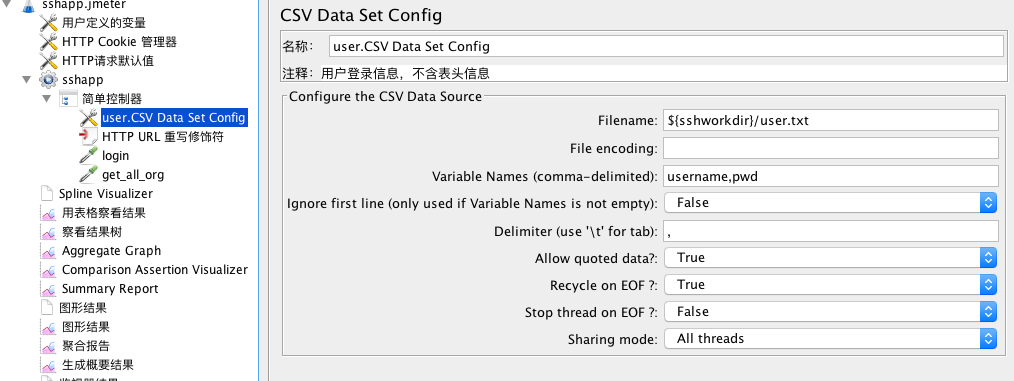 sshapp.jmeter
用户定义的变量
HTTP Cookie 管理器
HTTP请求默认值
sshapp
简单控制器
user.CSV Data Set Config
HTTP URL 重写修饰符
login
get_all_org
Spline Visualizer
用表格察看结果
察看结果树
Aggregate Graph
Comparison Assertion Visualizer
Summary Report
图形结果
图形结果
聚合报告
生成概要结果
监视器结果
CSV Data Set Config
名称： user.CSV Data Set Config
注释：用户登录信息，不含表头信息
Configure the CSV Data Source
Filename: ${sshworkdir}/user.txt
File encoding:
Variable Names (comma-delimited): username,pwd
Ignore first line (only used if Variable Names is not empty): False
Delimiter (use '\t' for tab): ,
Allow quoted data?: True
Recycle on EOF ?: True
Stop thread on EOF ?: False
Sharing mode: All threads